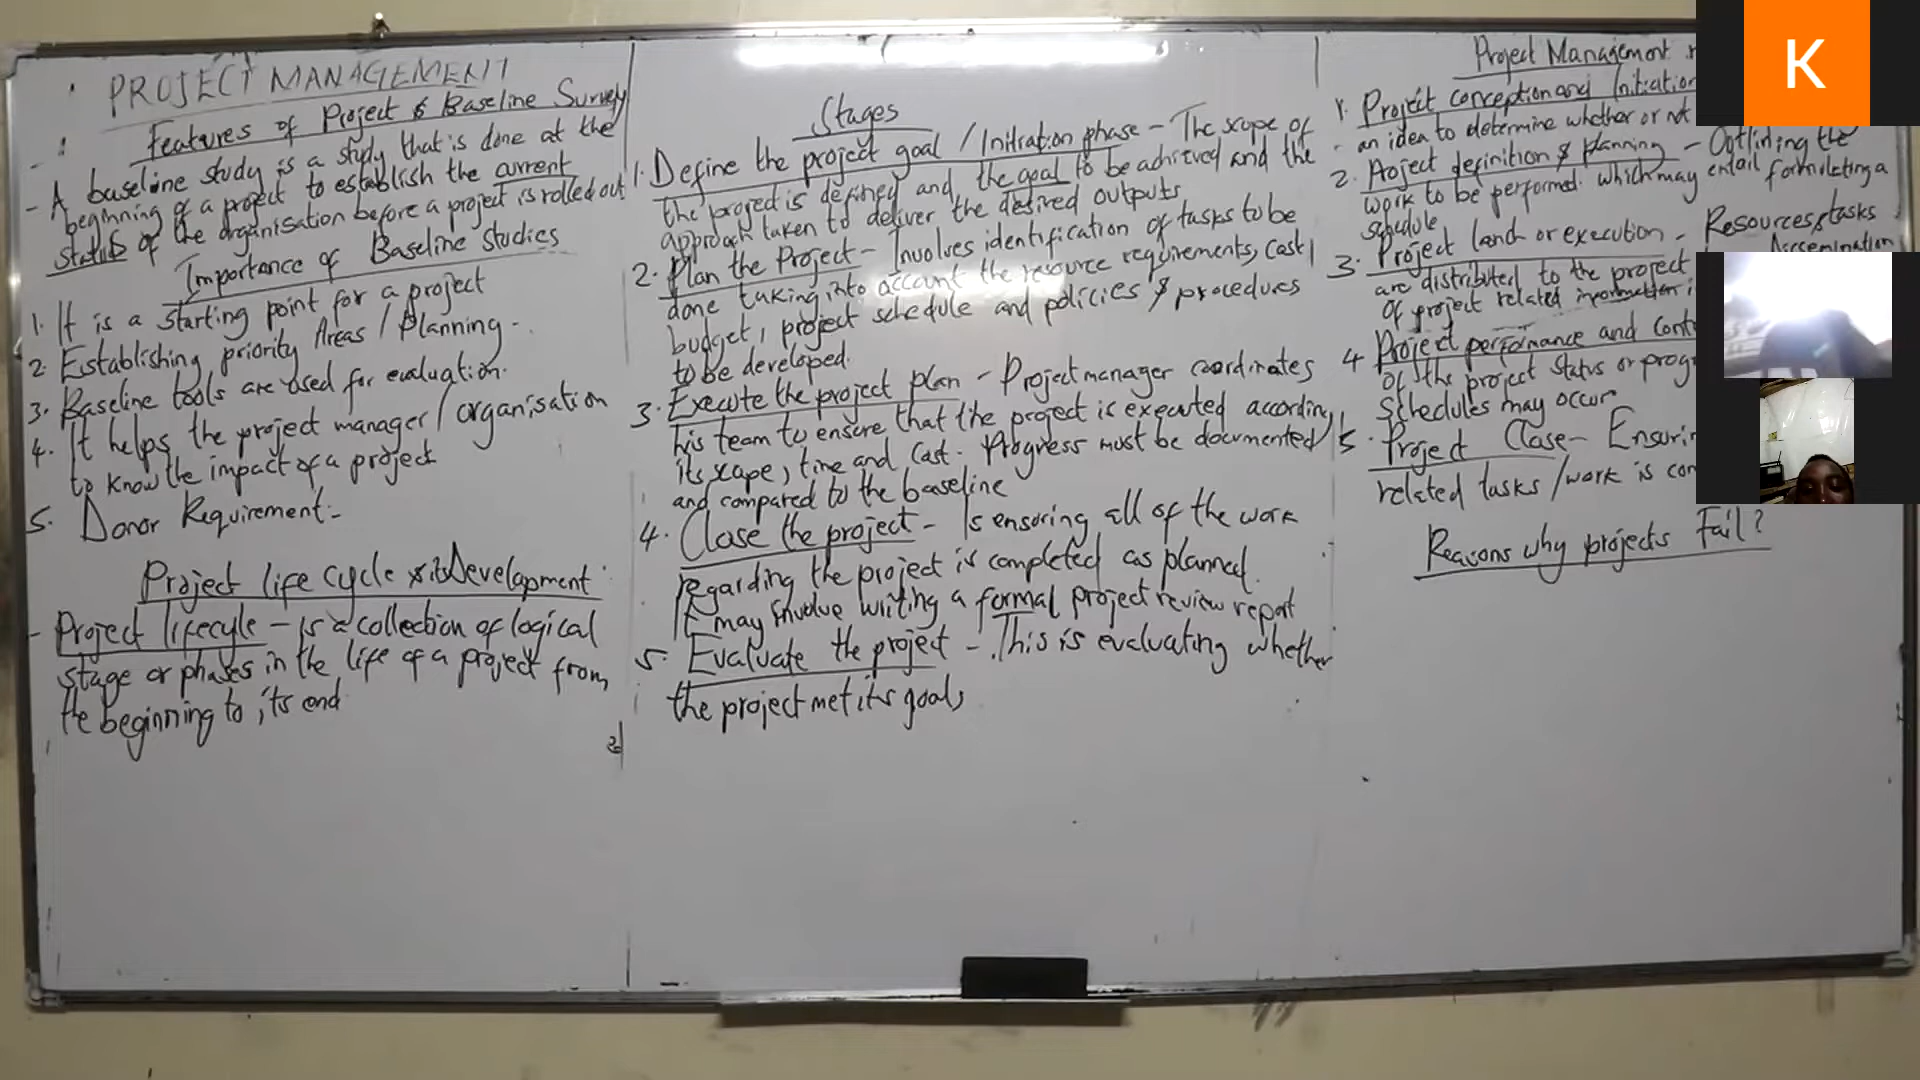 PROJECT MANAGEMENT
Features of Project & Baseline Survey
- A baseline study is a study that is done at the
beginning of a project to establish the current
status of the organisation before a project is rolled out
Importance of Baseline Studies
1. It is a starting point for a project
2. Establishing priority Areas / Planning -
3. Baseline tools are used for evaluation.
4. It helps the project manager / organisation
to know the impact of a project
5. Donor Requirement:-
Project life Cycle & its Development
- Project lifecyle - is a collection of logical
stage or phases in the life of a project from
the beginning to its end
Stages
1. Define the project goal / Initiation phase - The scope of
the project is defined and the goal to be achieved and the
approach taken to deliver the desired outputs
2. Plan the Project - Involves identification of tasks to be
done taking into account the resource requirements, cost /
budget, project schedule and policies & procedures
to be developed.
3. Execute the project plan - Project manager coordinates
his team to ensure that the project is executed according
its scope, time and cost. Progress must be documented
and compared to the baseline
4. Close the project - Is ensuring all of the work
regarding the project is completed as planned.
It may involve writing a formal project review report
5. Evaluate the project - This is evaluating whether
the project met its goals
Project Management
1. Project conception and Initiation
- an idea to determine whether or not
2. Project definition & planning - Outlining the
work to be performed which may entail formulating a
schedule
3. Project or execution - Resources, tasks
are distributed to the project Dissemination
of project related information
4 Project performance and
of the project status or
schedules may occur
5. Project Close -
related tasks / work is
Reasons why projects Fail?
K